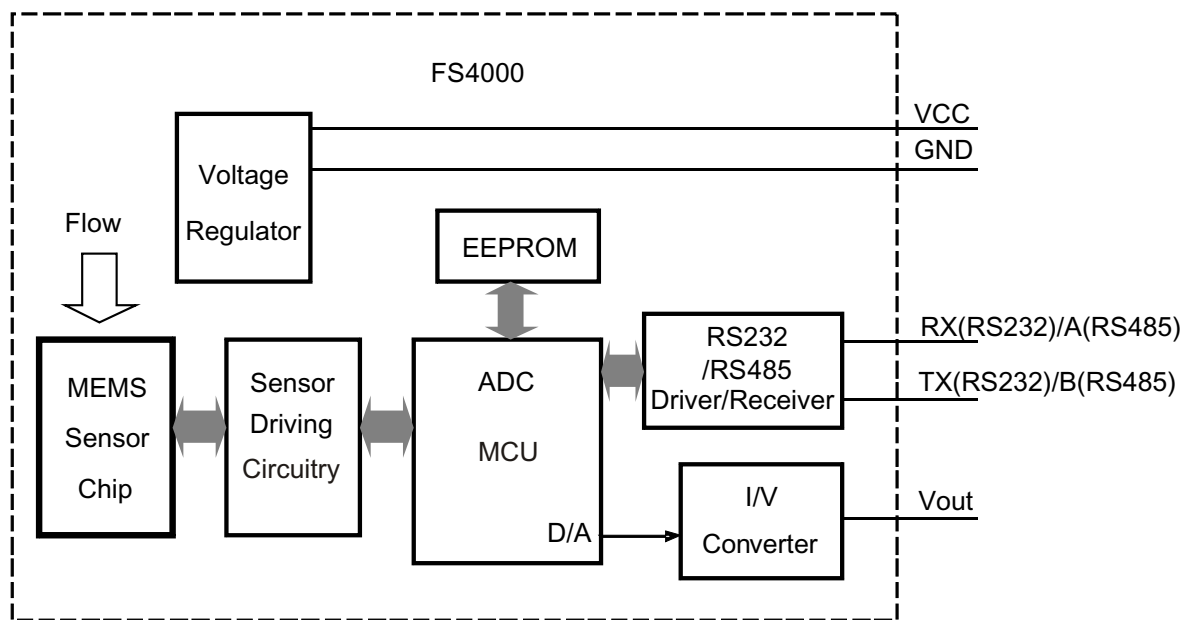 FS4000
VCC
GND
Voltage
Regulator
Flow
EEPROM
MEMS
Sensor
Chip
Sensor
Driving
Circuitry
ADC
MCU
D/A
RS232
/RS485
Driver/Receiver
RX(RS232)/A(RS485)
TX(RS232)/B(RS485)
I/V
Converter
Vout